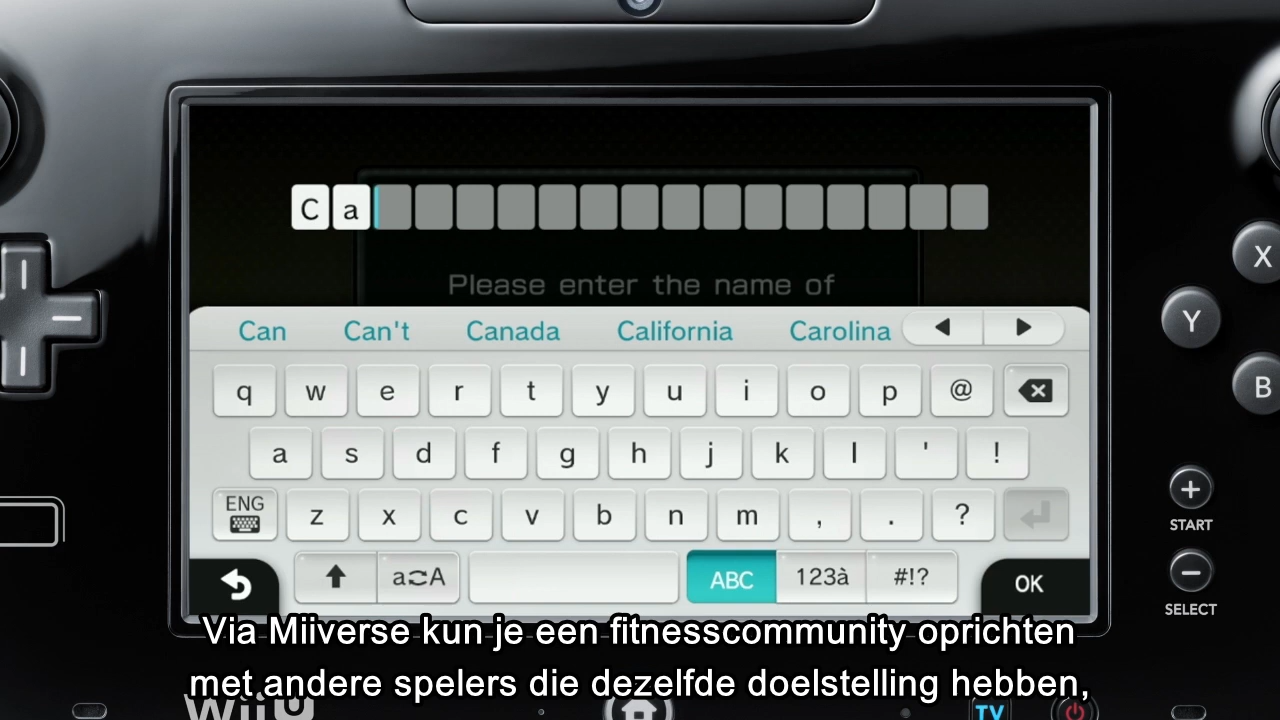 C a
Please enter the name of
Can Can't Canada California Carolina
q w e r t y u i o p @
a s d f g h j k l ' !
ENG z x c v b n m , . ?
a A ABC 123à #!? OK
X
Y
B
START
SELECT
Via Miiverse kun je een fitnesscommunity oprichten
met andere spelers die dezelfde doelstelling hebben,
Wii U TV